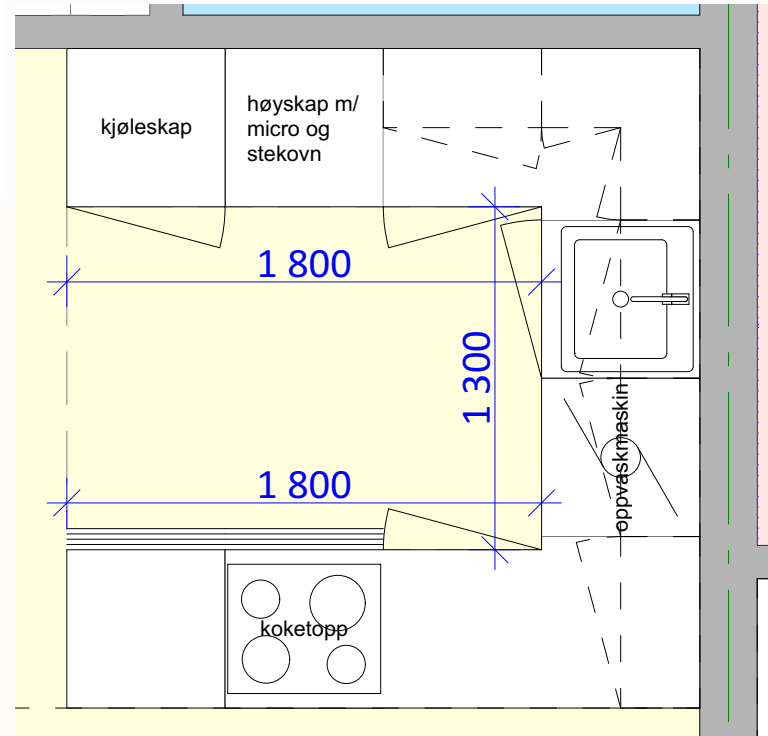 kjøleskap
høyskap m/
micro og
stekovn
1 800
1 300
1 800
oppvaskmaskin
koketopp